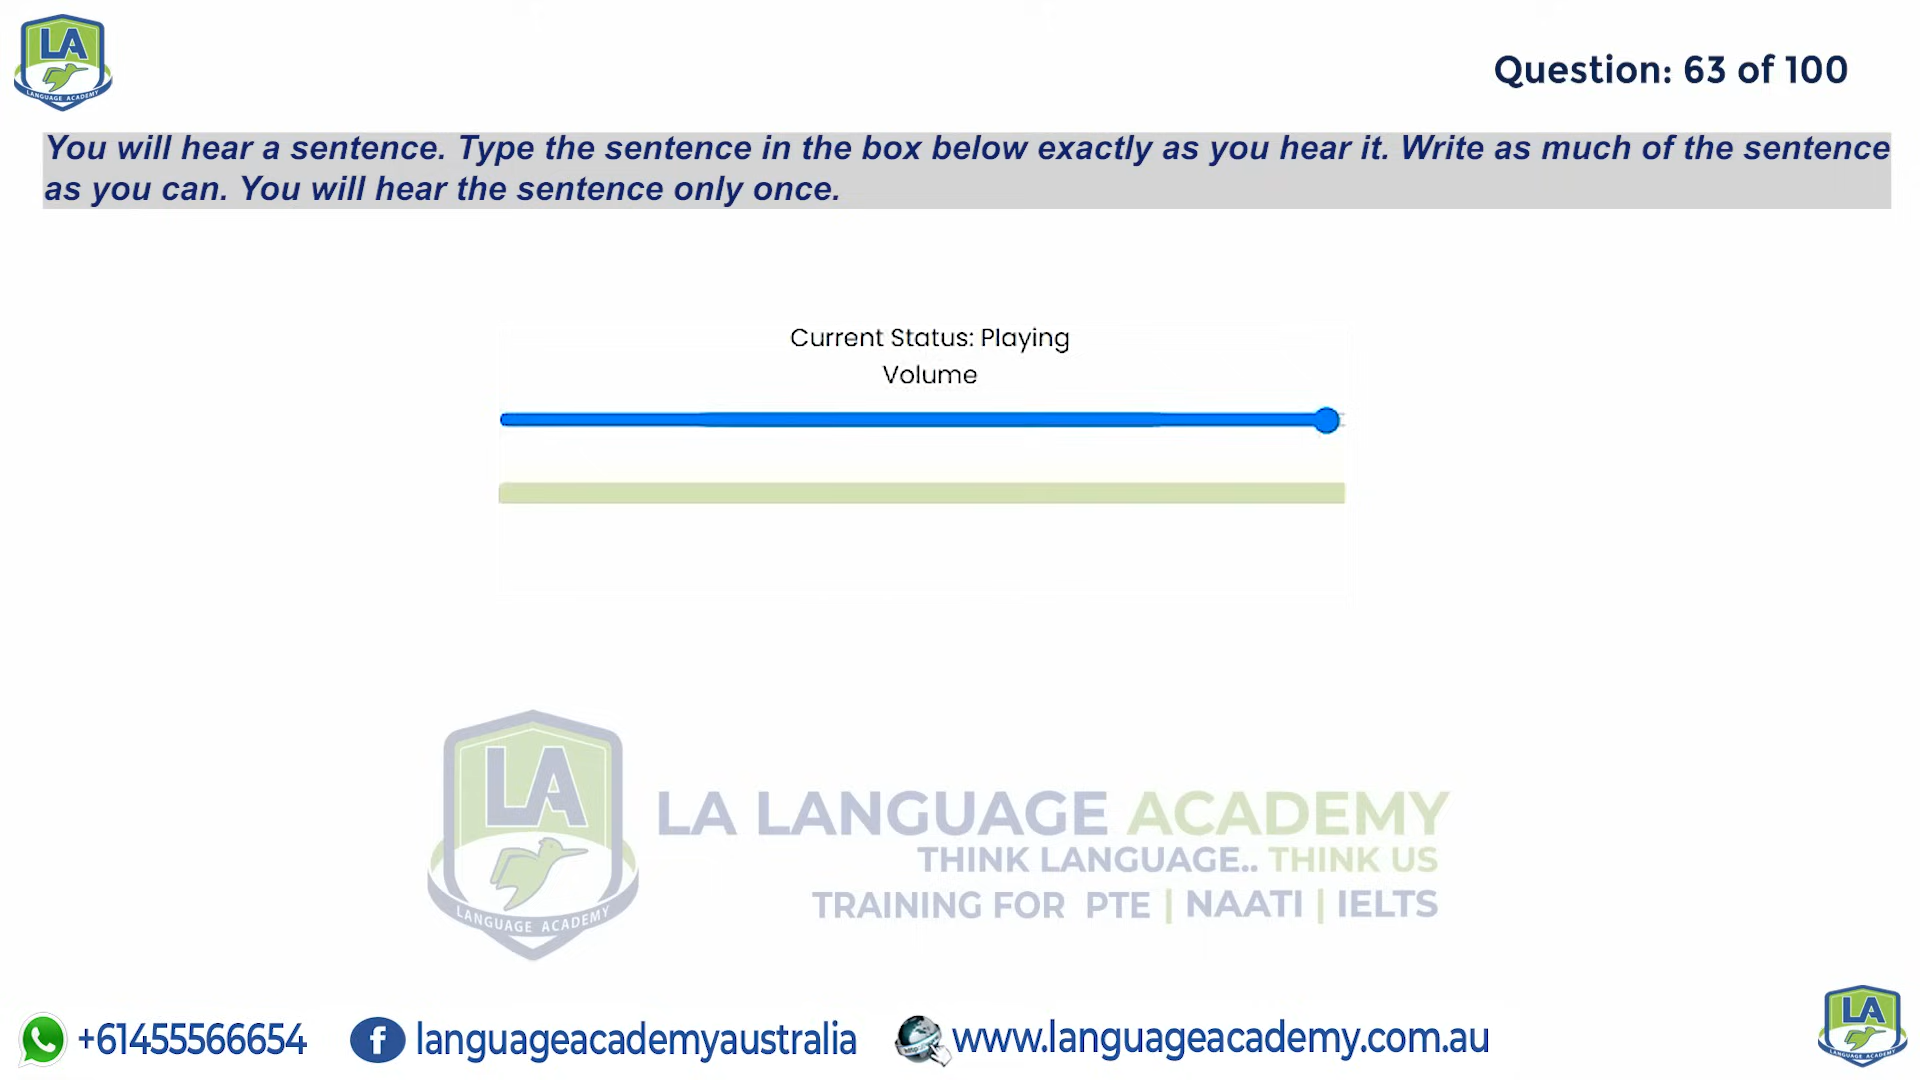 LA
LANGUAGE ACADEMY
Question: 63 of 100
You will hear a sentence. Type the sentence in the box below exactly as you hear it. Write as much of the sentence
as you can. You will hear the sentence only once.
Current Status: Playing
Volume
LA
LANGUAGE ACADEMY
LA LANGUAGE ACADEMY
THINK LANGUAGE.. THINK US
TRAINING FOR PTE | NAATI | IELTS
+61455566654
languageacademyaustralia
www.languageacademy.com.au
LA
LANGUAGE ACADEMY